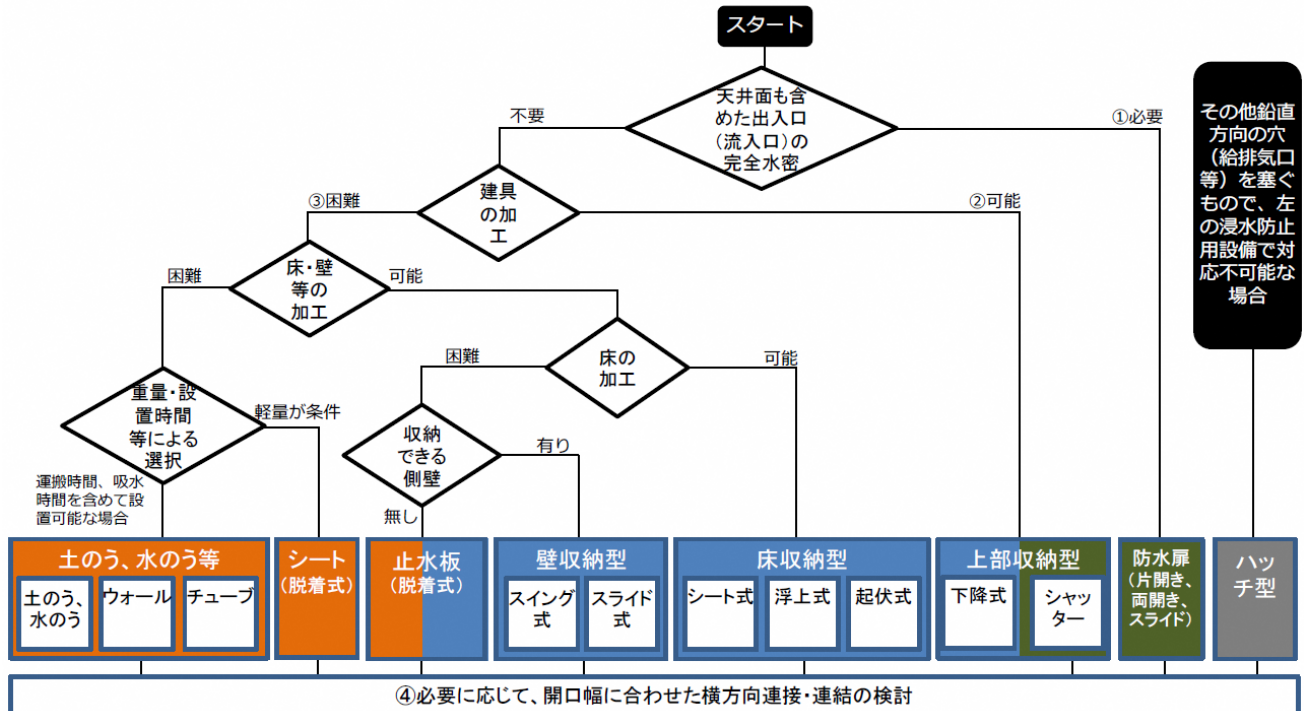 スタート
天井面も含
めた出入口
(流入口)の
完全水密
不要
①必要
建具
の加
工
③困難
②可能
床・壁
等の
加工
困難
可能
床の
加工
困難
可能
重量・設
置時間
等による
選択
軽量が条件
運搬時間、吸水
時間を含めて設
置可能な場合
収納
できる
側壁
有り
無し
その他鉛直
方向の穴
（給排気口
等）を塞ぐ
もので、左
の浸水防止
用設備で対
応不可能な
場合
土のう、水のう等
土のう、
水のう
ウォール
チューブ
シート
(脱着式)
止水板
(脱着式)
壁収納型
スイング
式
スライド
式
床収納型
シート式
浮上式
起伏式
上部収納型
下降式
シャッ
ター
防水扉
(片開き、
両開き、
スライド)
ハッ
チ型
④必要に応じて、開口幅に合わせた横方向連接・連結の検討